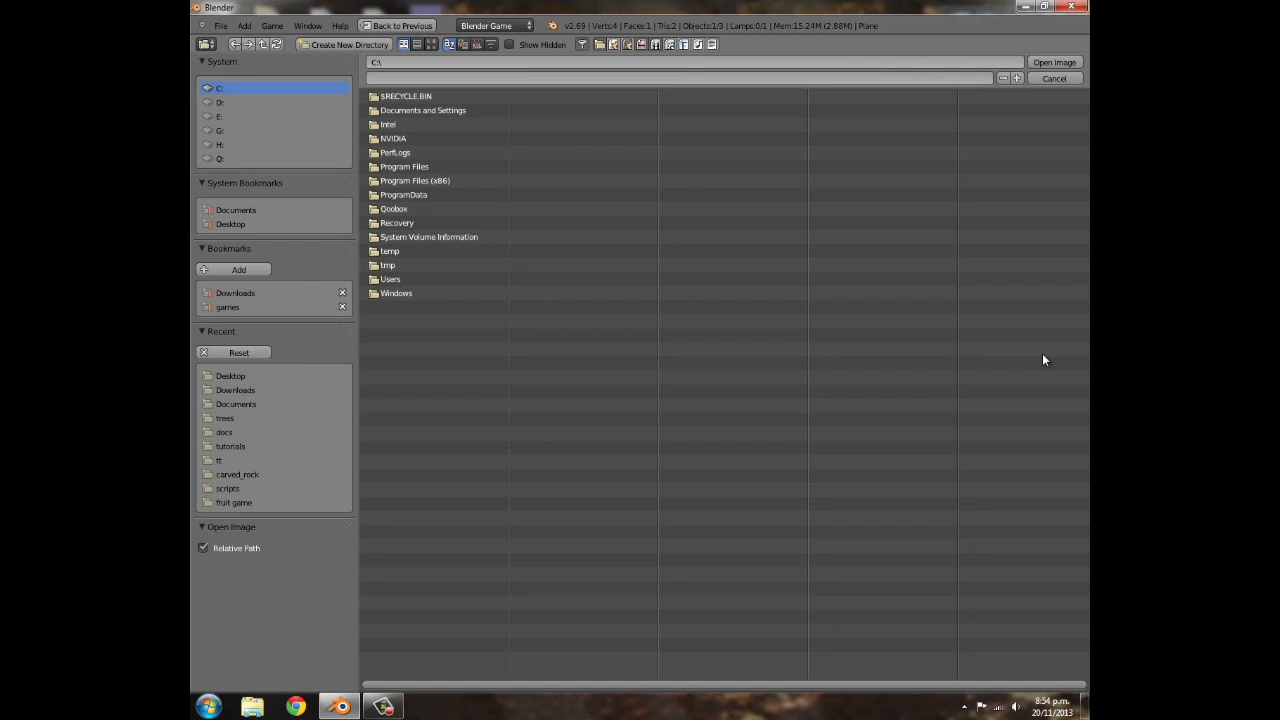 Blender
File Add Game Window Help Back to Previous Blender Game v2.69 | Verts:4 | Faces:1 | Tris:2 | Objects:1/3 | Lamps:0/1 | Mem:15.24M (2.88M) | Plane
Create New Directory Show Hidden
System
C:\ Open Image
Cancel
C:
D:
E:
G:
H:
Q:
$RECYCLE.BIN
Documents and Settings
Intel
NVIDIA
PerfLogs
Program Files
Program Files (x86)
ProgramData
Qoobox
Recovery
System Volume Information
temp
tmp
Users
Windows
System Bookmarks
Documents
Desktop
Bookmarks
Add
Downloads
games
Recent
Reset
Desktop
Downloads
Documents
trees
docs
tutorials
tt
carved_rock
scripts
fruit game
Open Image
Relative Path
8:54 p.m.
20/11/2013